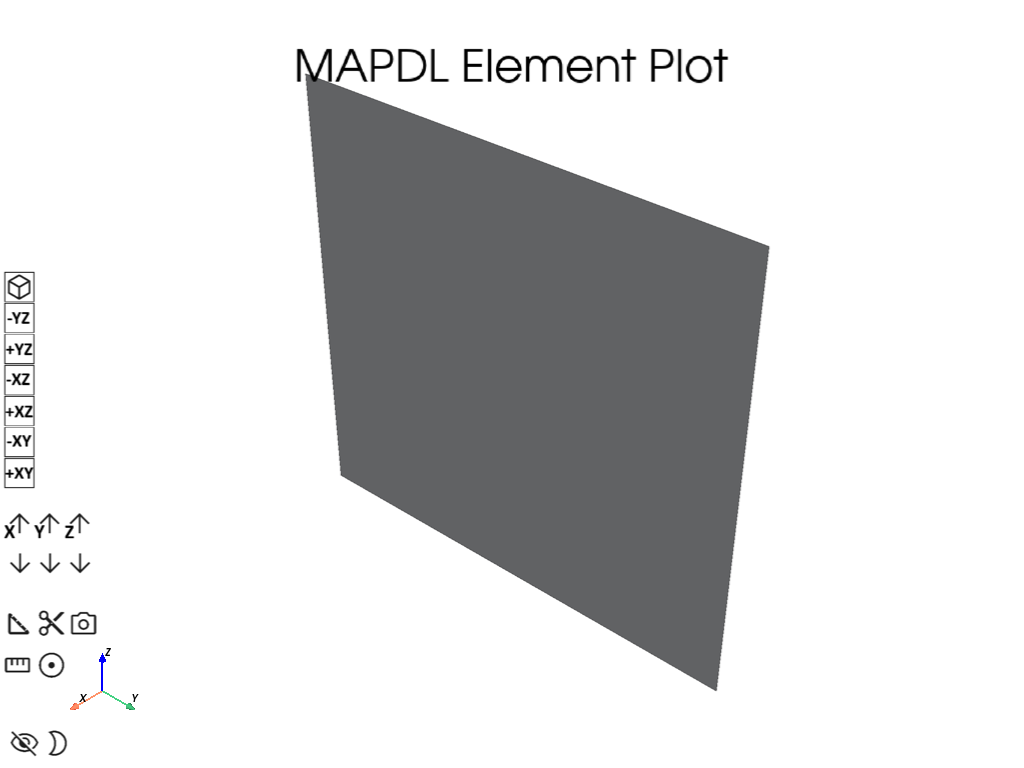 MAPDL Element Plot
-YZ
+YZ
-XZ
+XZ
-XY
+XY
X Y Z
Z
X Y